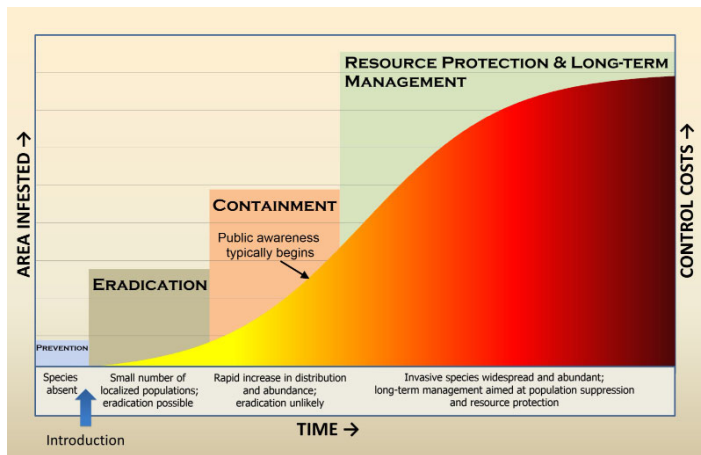 RESOURCE PROTECTION & LONG-TERM
MANAGEMENT
CONTAINMENT
Public awareness
typically begins
ERADICATION
PREVENTION
AREA INFESTED →
CONTROL COSTS →
Species
absent
Small number of
localized populations;
eradication possible
Rapid increase in distribution
and abundance;
eradication unlikely
Invasive species widespread and abundant;
long-term management aimed at population suppression
and resource protection
Introduction
TIME →